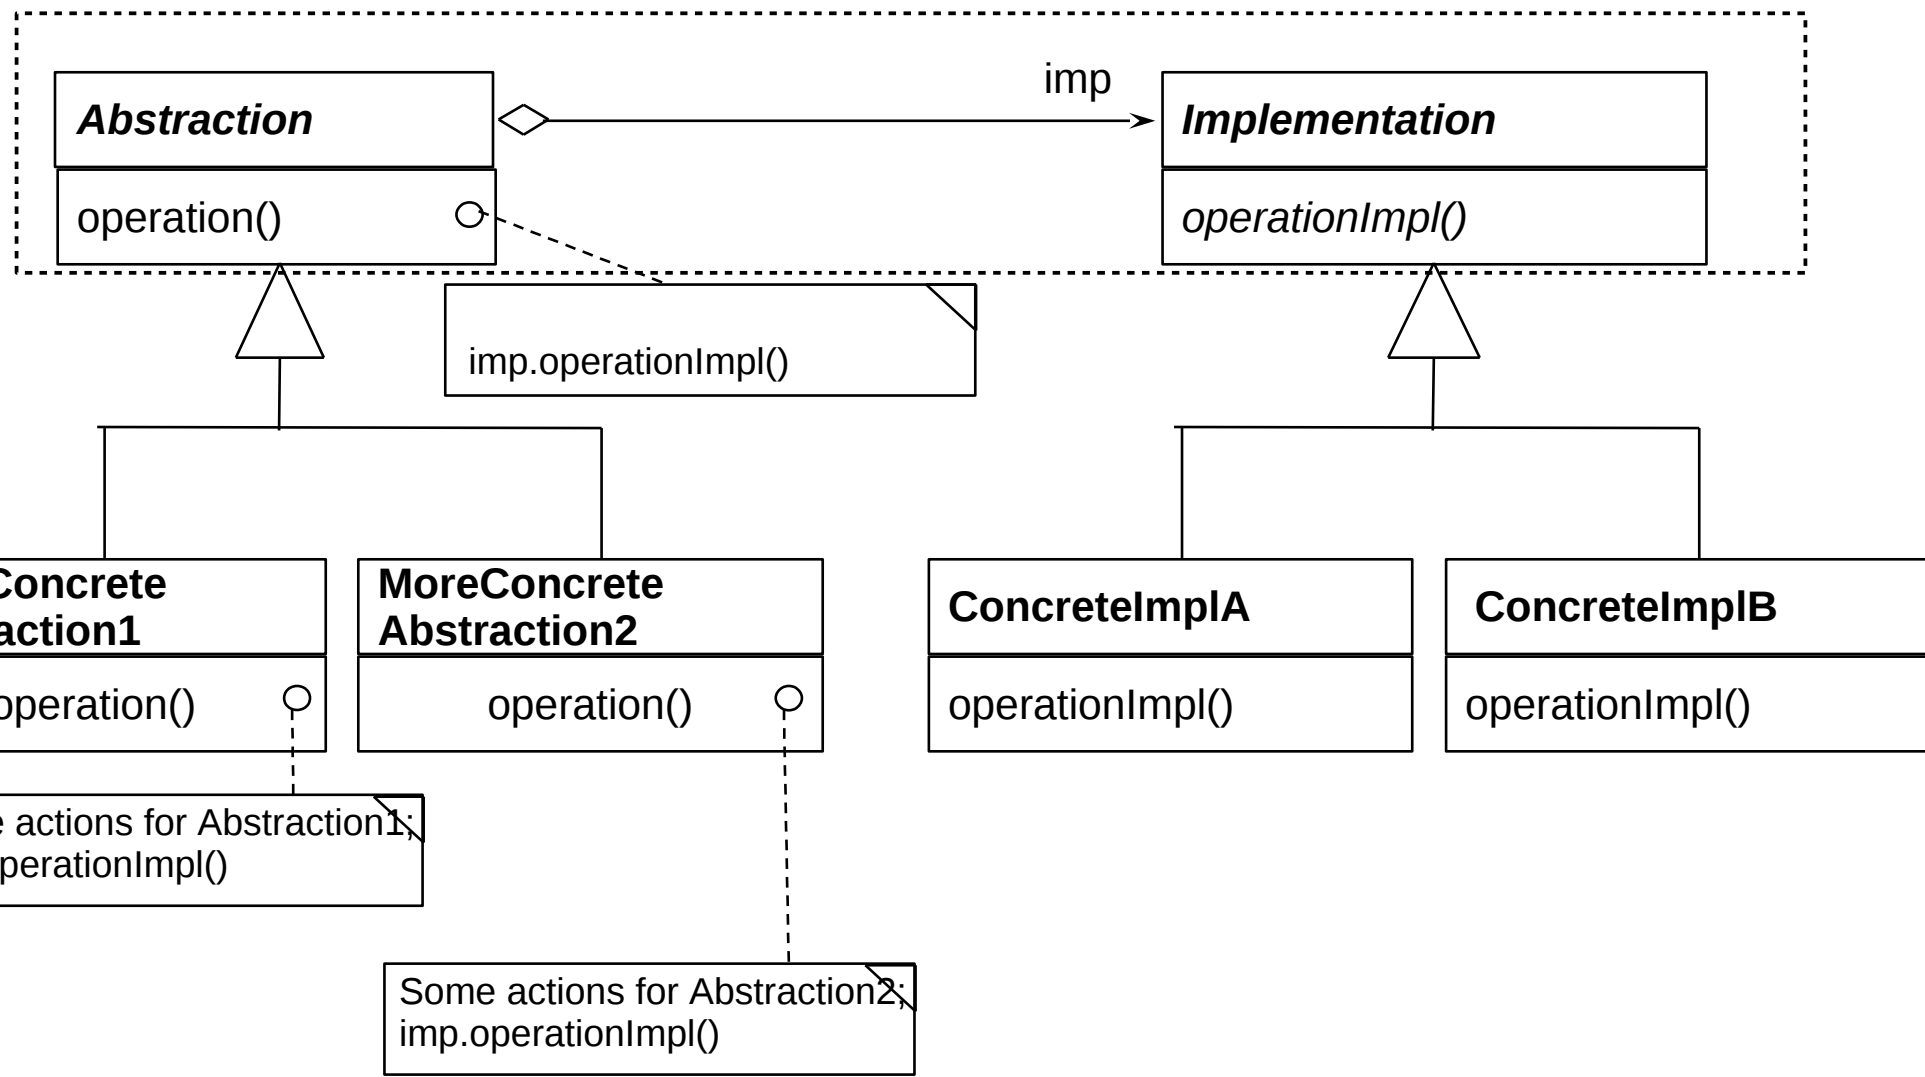 imp
Abstraction
Implementation
operation()
operationImpl()
imp.operationImpl()
Concrete
action1
MoreConcrete
Abstraction2
ConcreteImplA
ConcreteImplB
operation()
operation()
operationImpl()
operationImpl()
actions for Abstraction1;
perationImpl()
Some actions for Abstraction2;
imp.operationImpl()